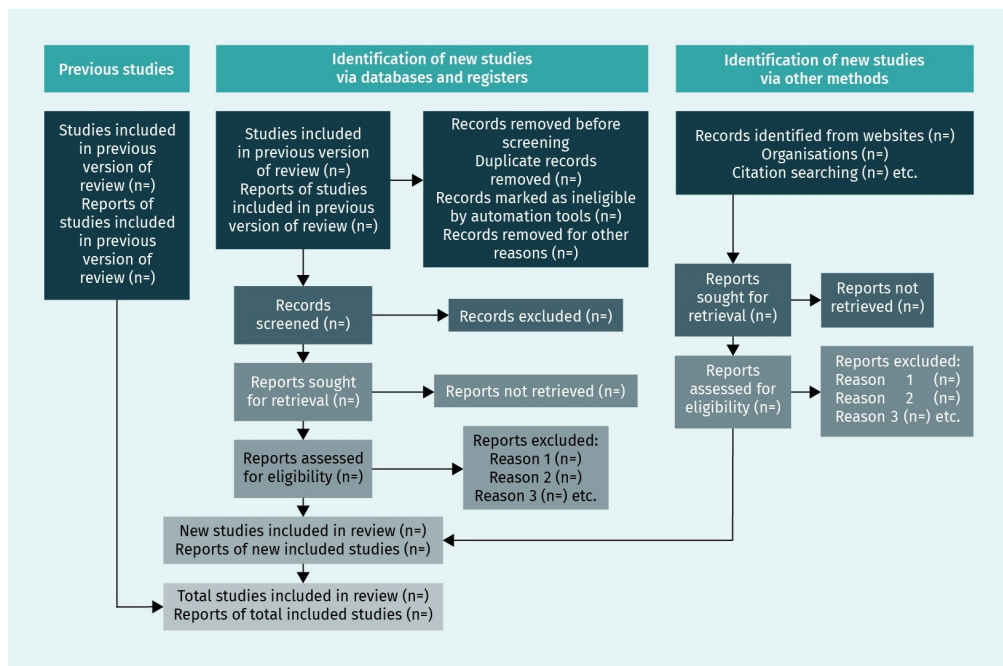 Previous studies
Identification of new studies
via databases and registers
Identification of new studies
via other methods
Studies included
in previous
version of
review (n=)
Reports of
studies included
in previous
version of
review (n=)
Studies included
in previous version
of review (n=)
Reports of studies
included in previous
version of review (n=)
Records removed before
screening
Duplicate records
removed (n=)
Records marked as ineligible
by automation tools (n=)
Records removed for other
reasons (n=)
Records identified from websites (n=)
Organisations (n=)
Citation searching (n=) etc.
Records
screened (n=)
Records excluded (n=)
Reports
sought for
retrieval (n=)
Reports not
retrieved (n=)
Reports sought
for retrieval (n=)
Reports not retrieved (n=)
Reports
assessed for
eligibility (n=)
Reports excluded:
Reason 1 (n=)
Reason 2 (n=)
Reason 3 (n=) etc.
Reports assessed
for eligibility (n=)
Reports excluded:
Reason 1 (n=)
Reason 2 (n=)
Reason 3 (n=) etc.
New studies included in review (n=)
Reports of new included studies (n=)
Total studies included in review (n=)
Reports of total included studies (n=)